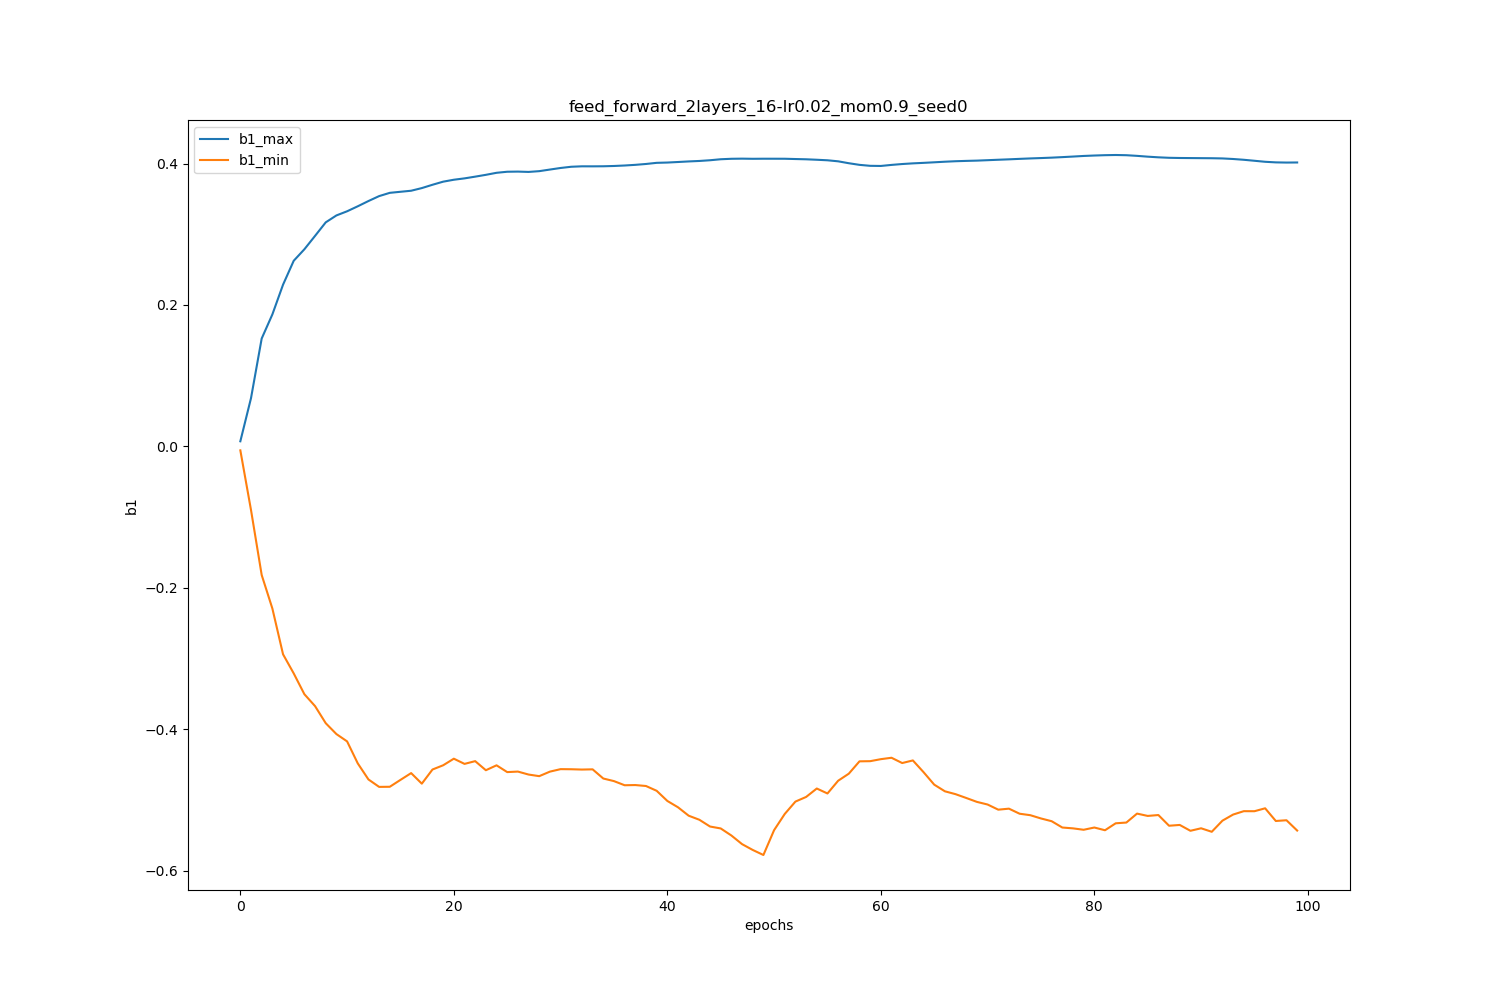 feed_forward_2layers_16-lr0.02_mom0.9_seed0
b1_max
b1_min
0.4
0.2
0.0
−0.2
−0.4
−0.6
b1
0 20 40 60 80 100
epochs